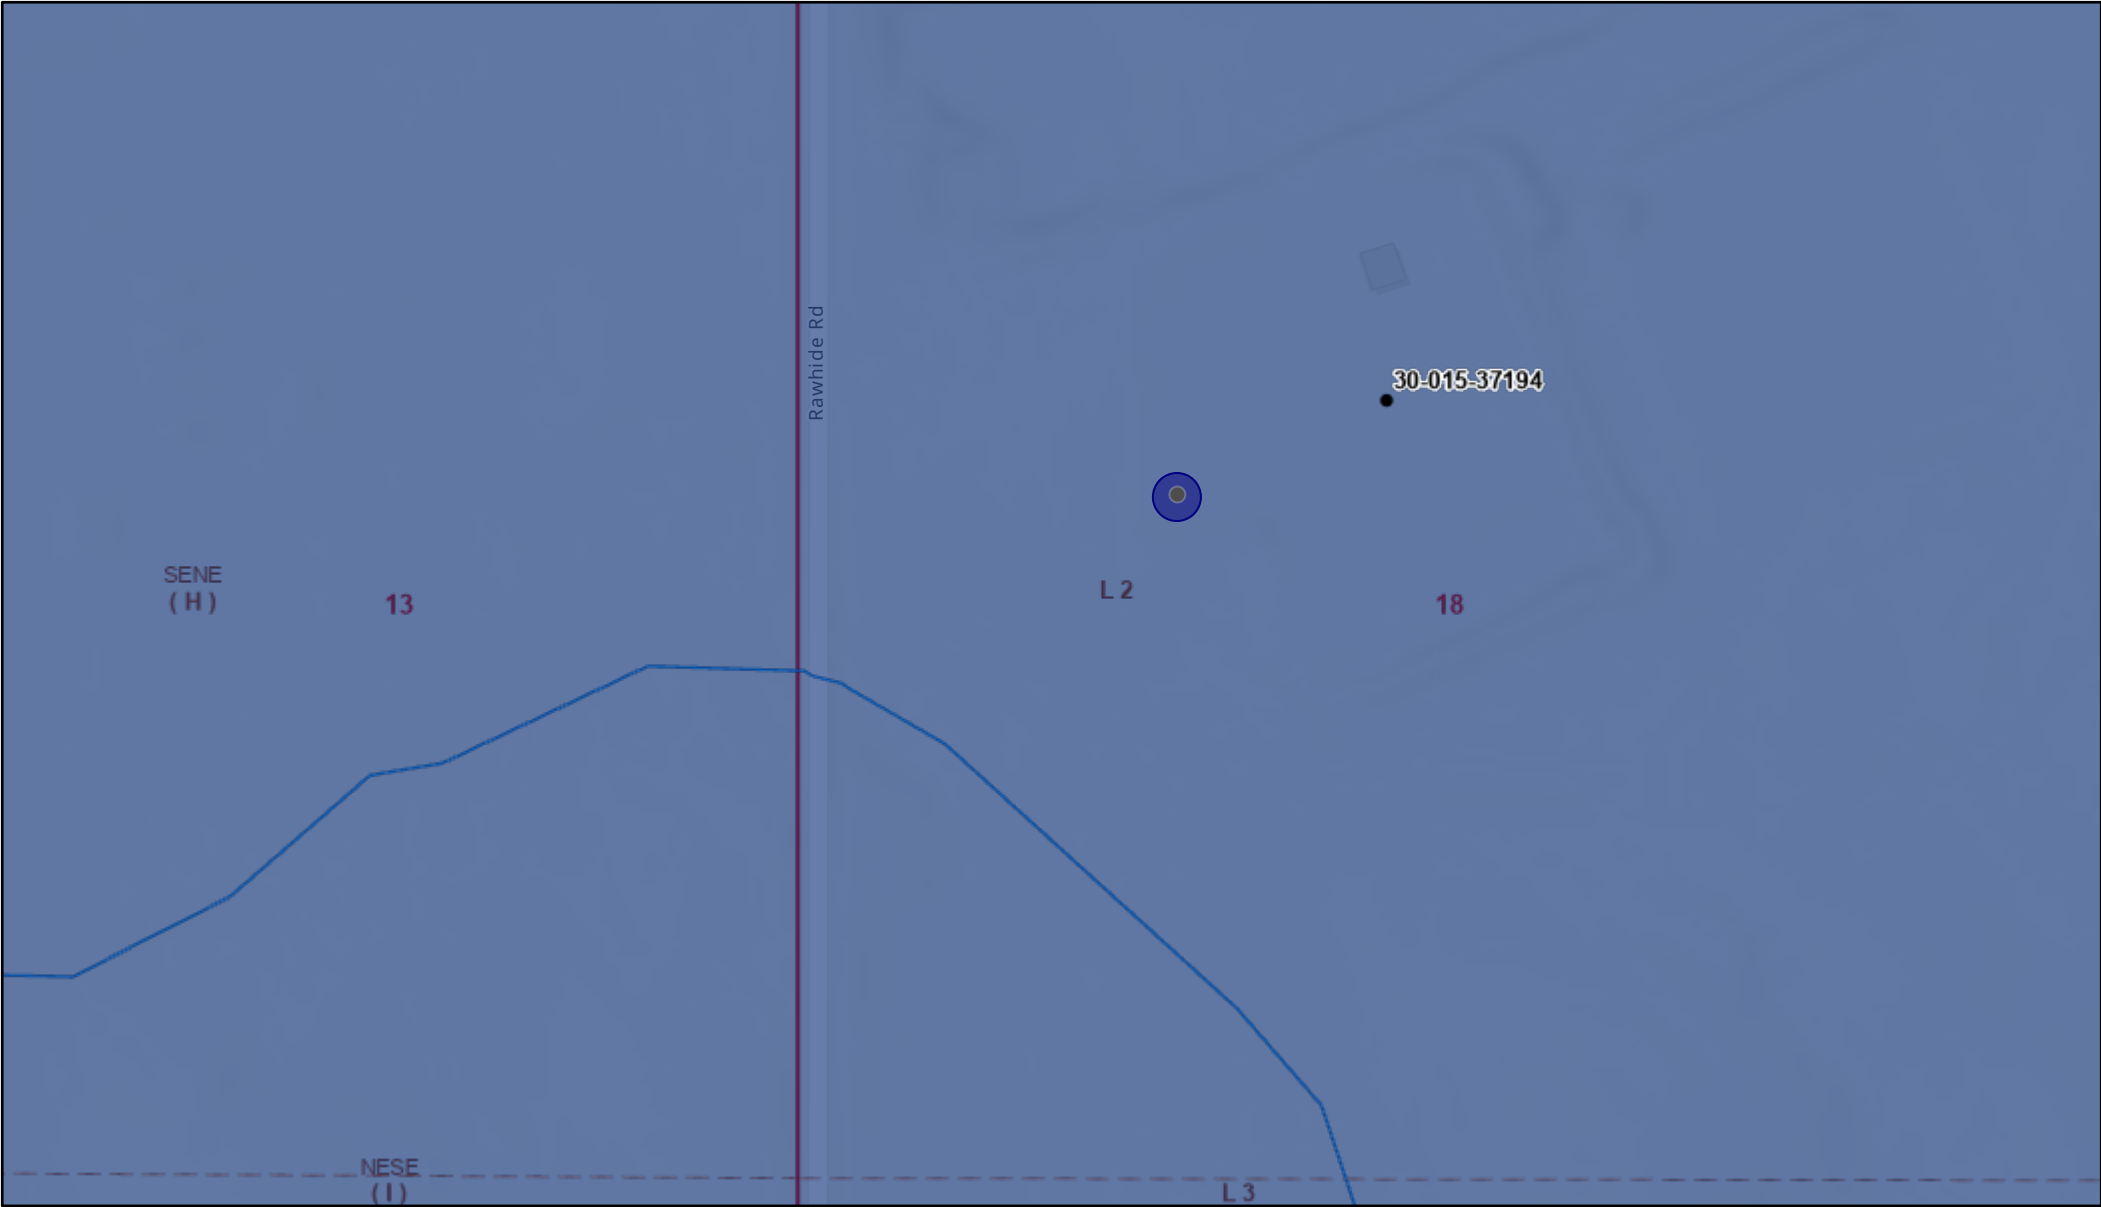 Rawhide Rd
30-015-37194
SENE
( H )
13
L 2
18
NESE
( I )
L 3